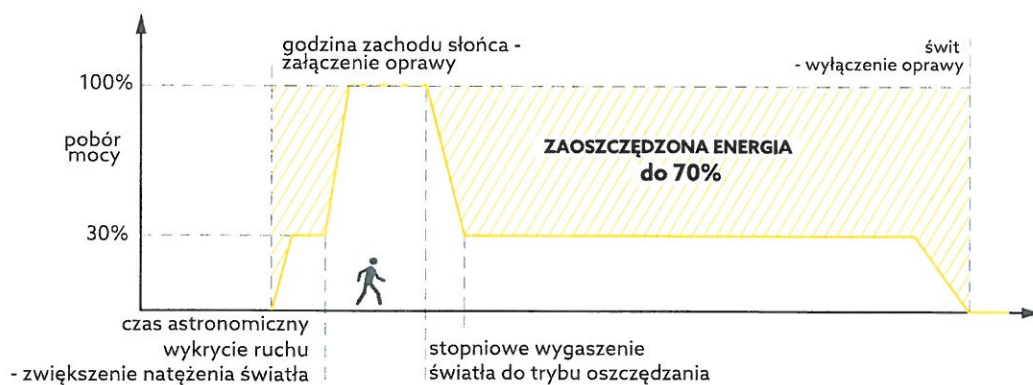 godzina zachodu słońca -
załączenie oprawy
świt
- wyłączenie oprawy
100%
pobór
mocy
ZAOSZCZĘDZONA ENERGIA
do 70%
30%
czas astronomiczny
wykrycie ruchu
- zwiększenie natężenia światła
stopniowe wygaszenie
światła do trybu oszczędzania